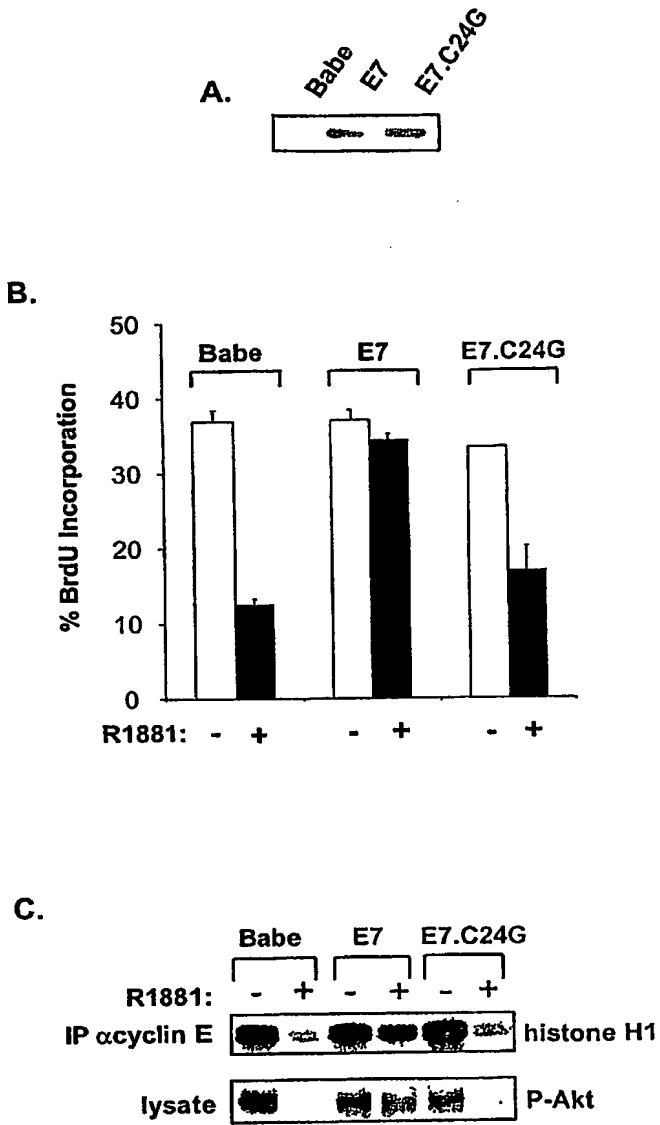 A.
Babe E7 E7.C24G
B.
% BrdU Incorporation
50
40
30
20
10
0
Babe E7 E7.C24G
R1881: - + - + - +
C.
Babe E7 E7.C24G
R1881: - + - + - +
IP αcyclin E histone H1
lysate P-Akt